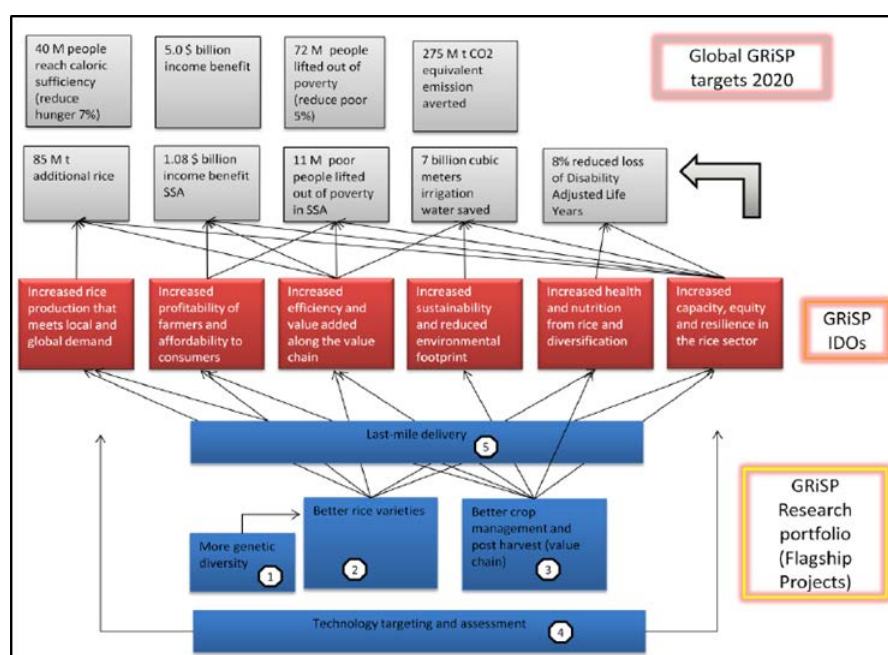 40 M people
reach caloric
sufficiency
(reduce
hunger 7%)
5.0 $ billion
income benefit
72 M people
lifted out of
poverty
(reduce poor
5%)
275 M t CO2
equivalent
emission
averted
Global GRiSP
targets 2020
85 M t
additional rice
1.08 $ billion
income benefit
SSA
11 M poor
people lifted
out of poverty
in SSA
7 billion cubic
meters
irrigation
water saved
8% reduced loss
of Disability
Adjusted Life
Years
Increased rice
production that
meets local and
global demand
Increased
profitability of
farmers and
affordability to
consumers
Increased
efficiency and
value added
along the value
chain
Increased
sustainability
and reduced
environmental
footprint
Increased health
and nutrition
from rice and
diversification
Increased
capacity, equity
and resilience in
the rice sector
GRiSP
IDOs
Last-mile delivery
5
Better rice varieties
2
Better crop
management and
post harvest (value
chain)
3
More genetic
diversity
1
GRiSP
Research
portfolio
(Flagship
Projects)
Technology targeting and assessment
4